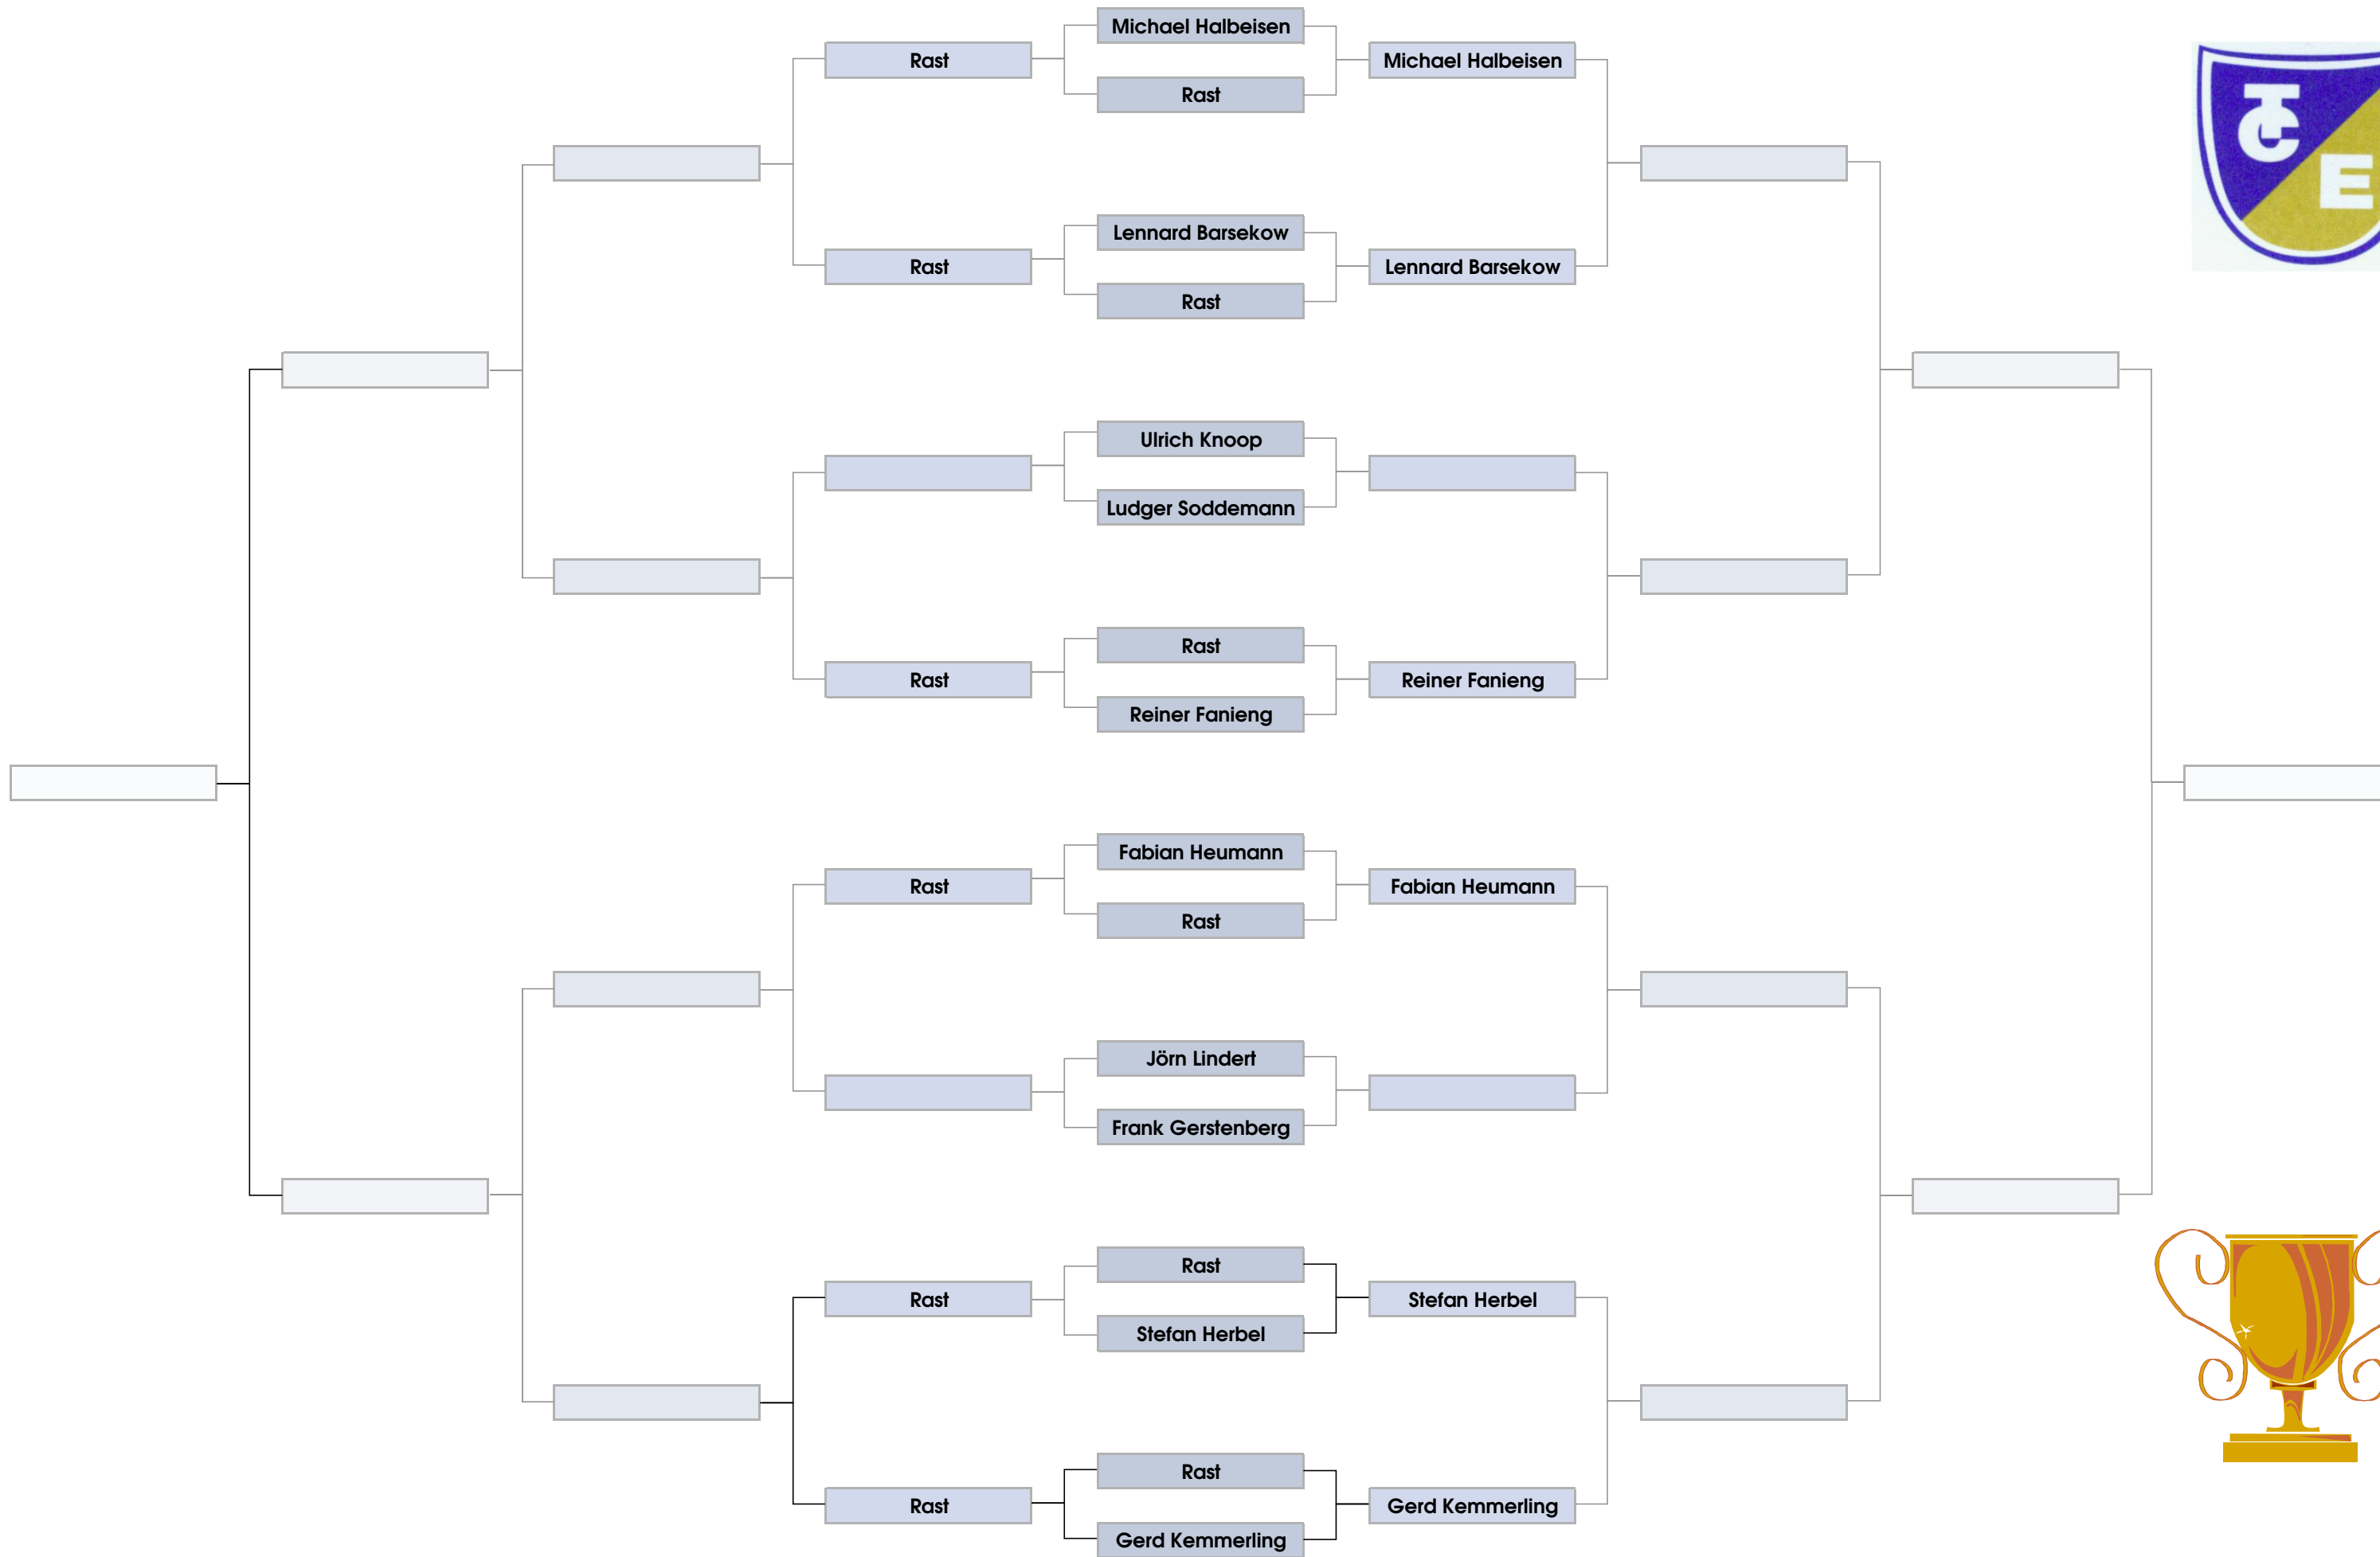 Michael Halbeisen
Rast
Michael Halbeisen
Rast
TC
E
Lennard Barsekow
Rast
Lennard Barsekow
Rast
Ulrich Knoop
Ludger Soddemann
Rast
Rast
Reiner Fanieng
Reiner Fanieng
Fabian Heumann
Rast
Fabian Heumann
Rast
Jörn Lindert
Frank Gerstenberg
Rast
Rast
Stefan Herbel
Stefan Herbel
Rast
Rast
Gerd Kemmerling
Gerd Kemmerling